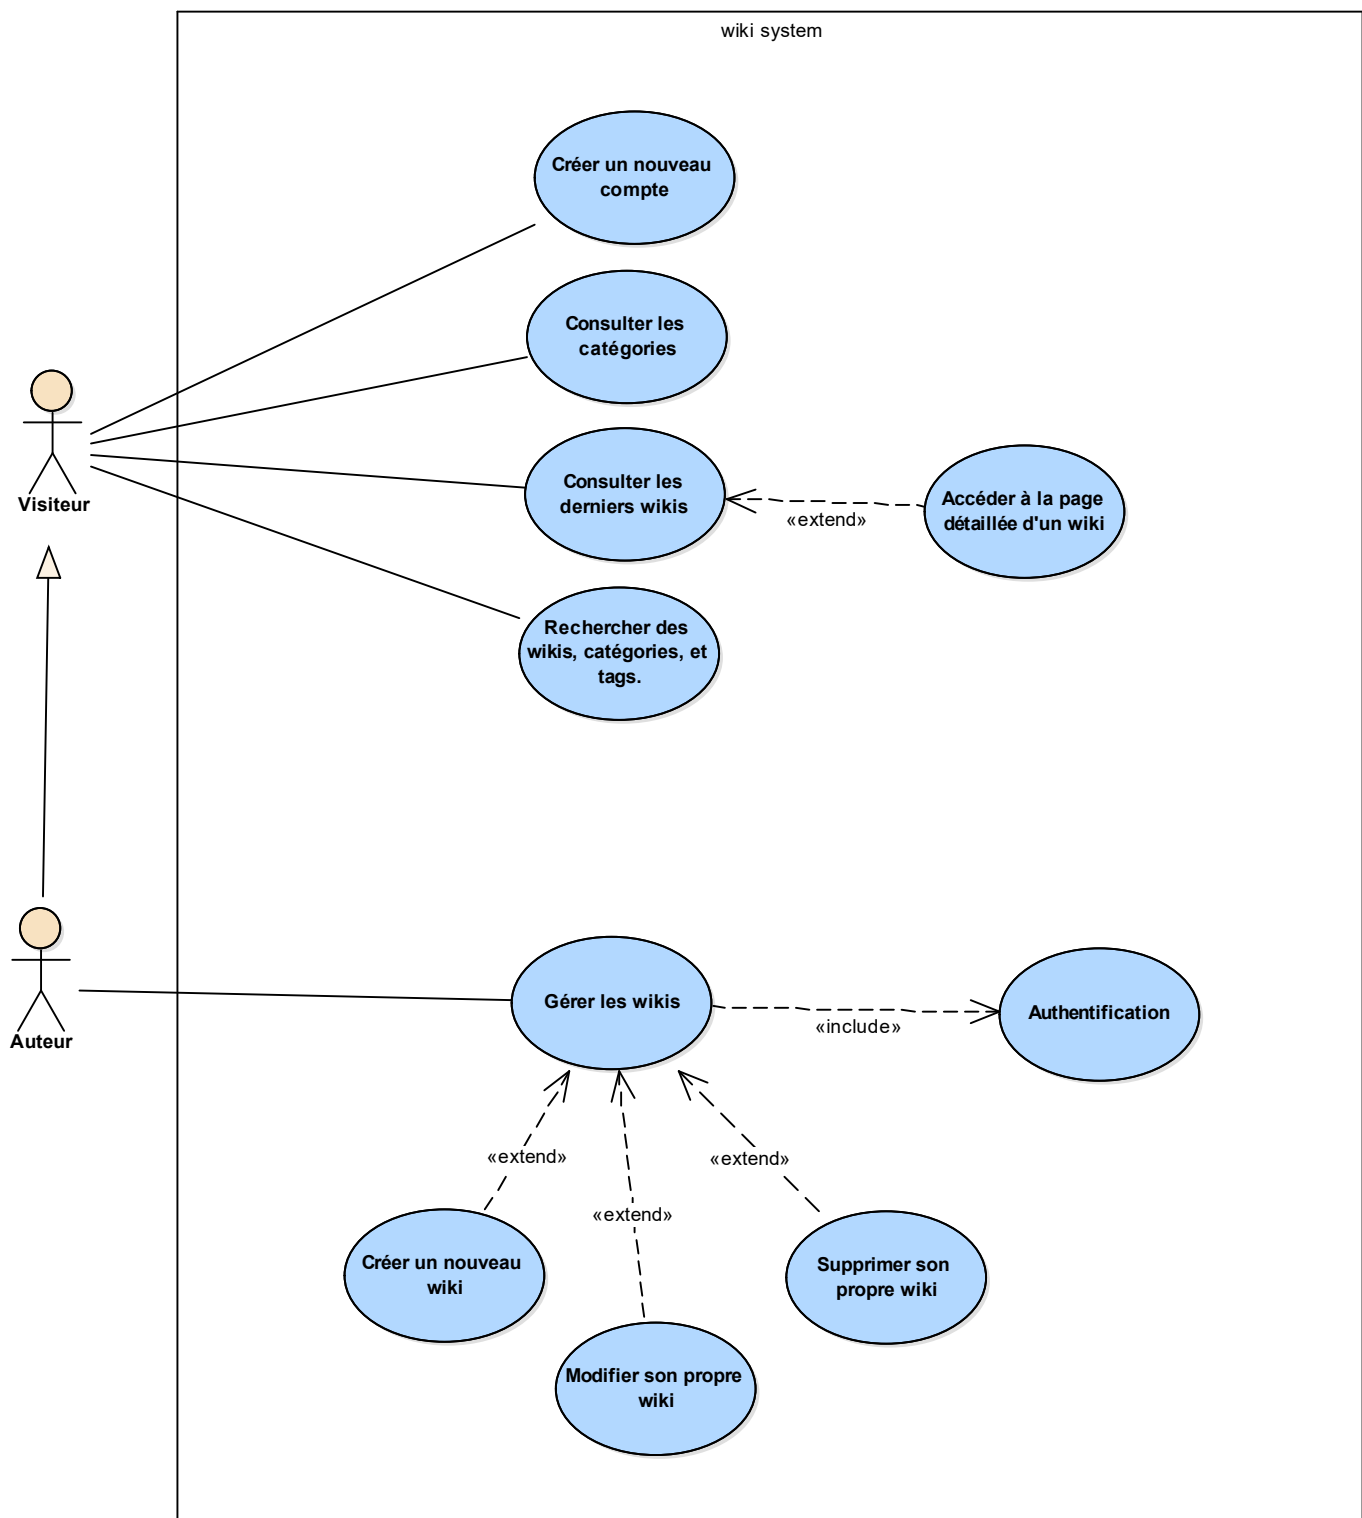 wiki system
Créer un nouveau
compte
Consulter les
catégories
Visiteur
Consulter les
derniers wikis
«extend»
Accéder à la page
détaillée d'un wiki
Rechercher des
wikis, catégories, et
tags.
Auteur
Gérer les wikis
«include»
Authentification
«extend»
«extend»
«extend»
Créer un nouveau
wiki
Supprimer son
propre wiki
Modifier son propre
wiki